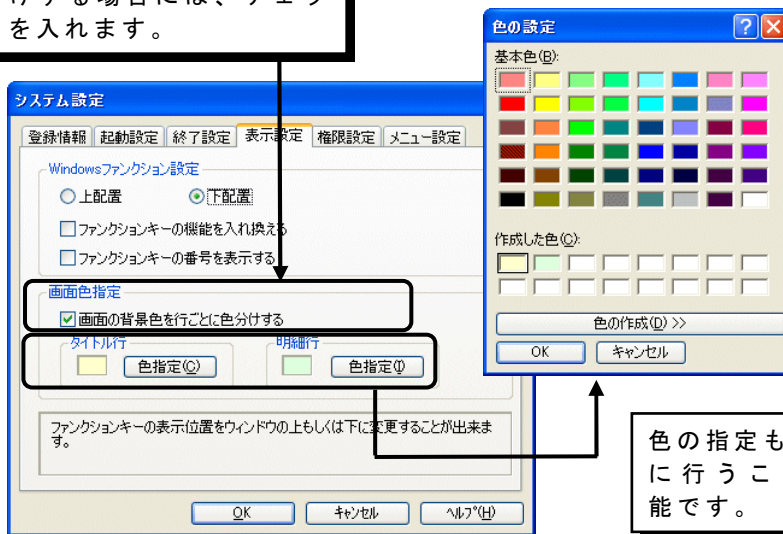 けする場合には、チェック
を入れます。
システム設定
登録情報 起動設定 終了設定 表示設定 権限設定 メニュー設定
Windowsファンクション設定
上配置 下配置
ファンクションキーの機能を入れ換える
ファンクションキーの番号を表示する
画面色指定
画面の背景色を行ごとに色分けする
タイトル行 明細行
色指定(C) 色指定(I)
ファンクションキーの表示位置をウィンドウの上もしくは下に変更することが出来ま
す。
OK キャンセル ヘルプ(H)
色の設定
基本色(B):
作成した色(C):
色の作成(D) >>
OK キャンセル
色の指定も
に行うこ
能です。